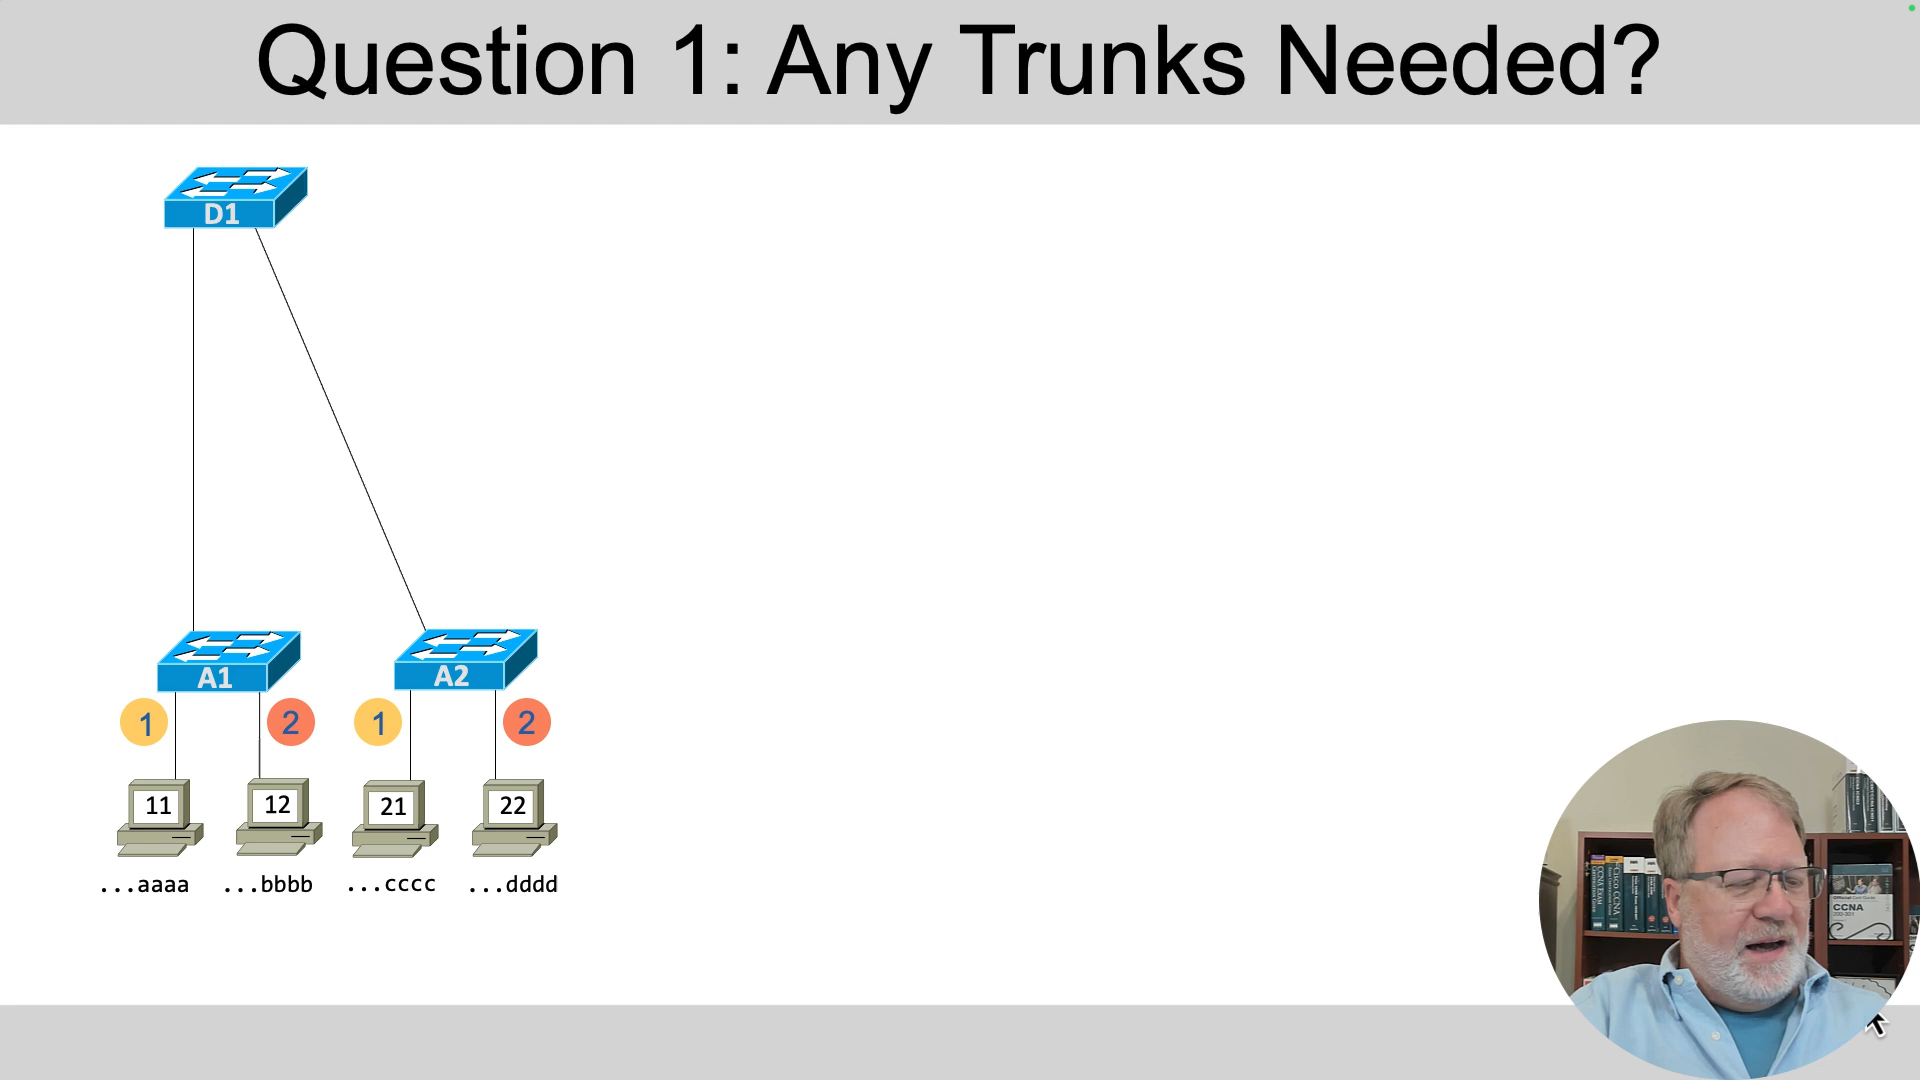 Question 1: Any Trunks Needed?
D1
A1
A2
1
2
1
2
11
12
21
22
...aaaa
...bbbb
...cccc
...dddd
CCNA